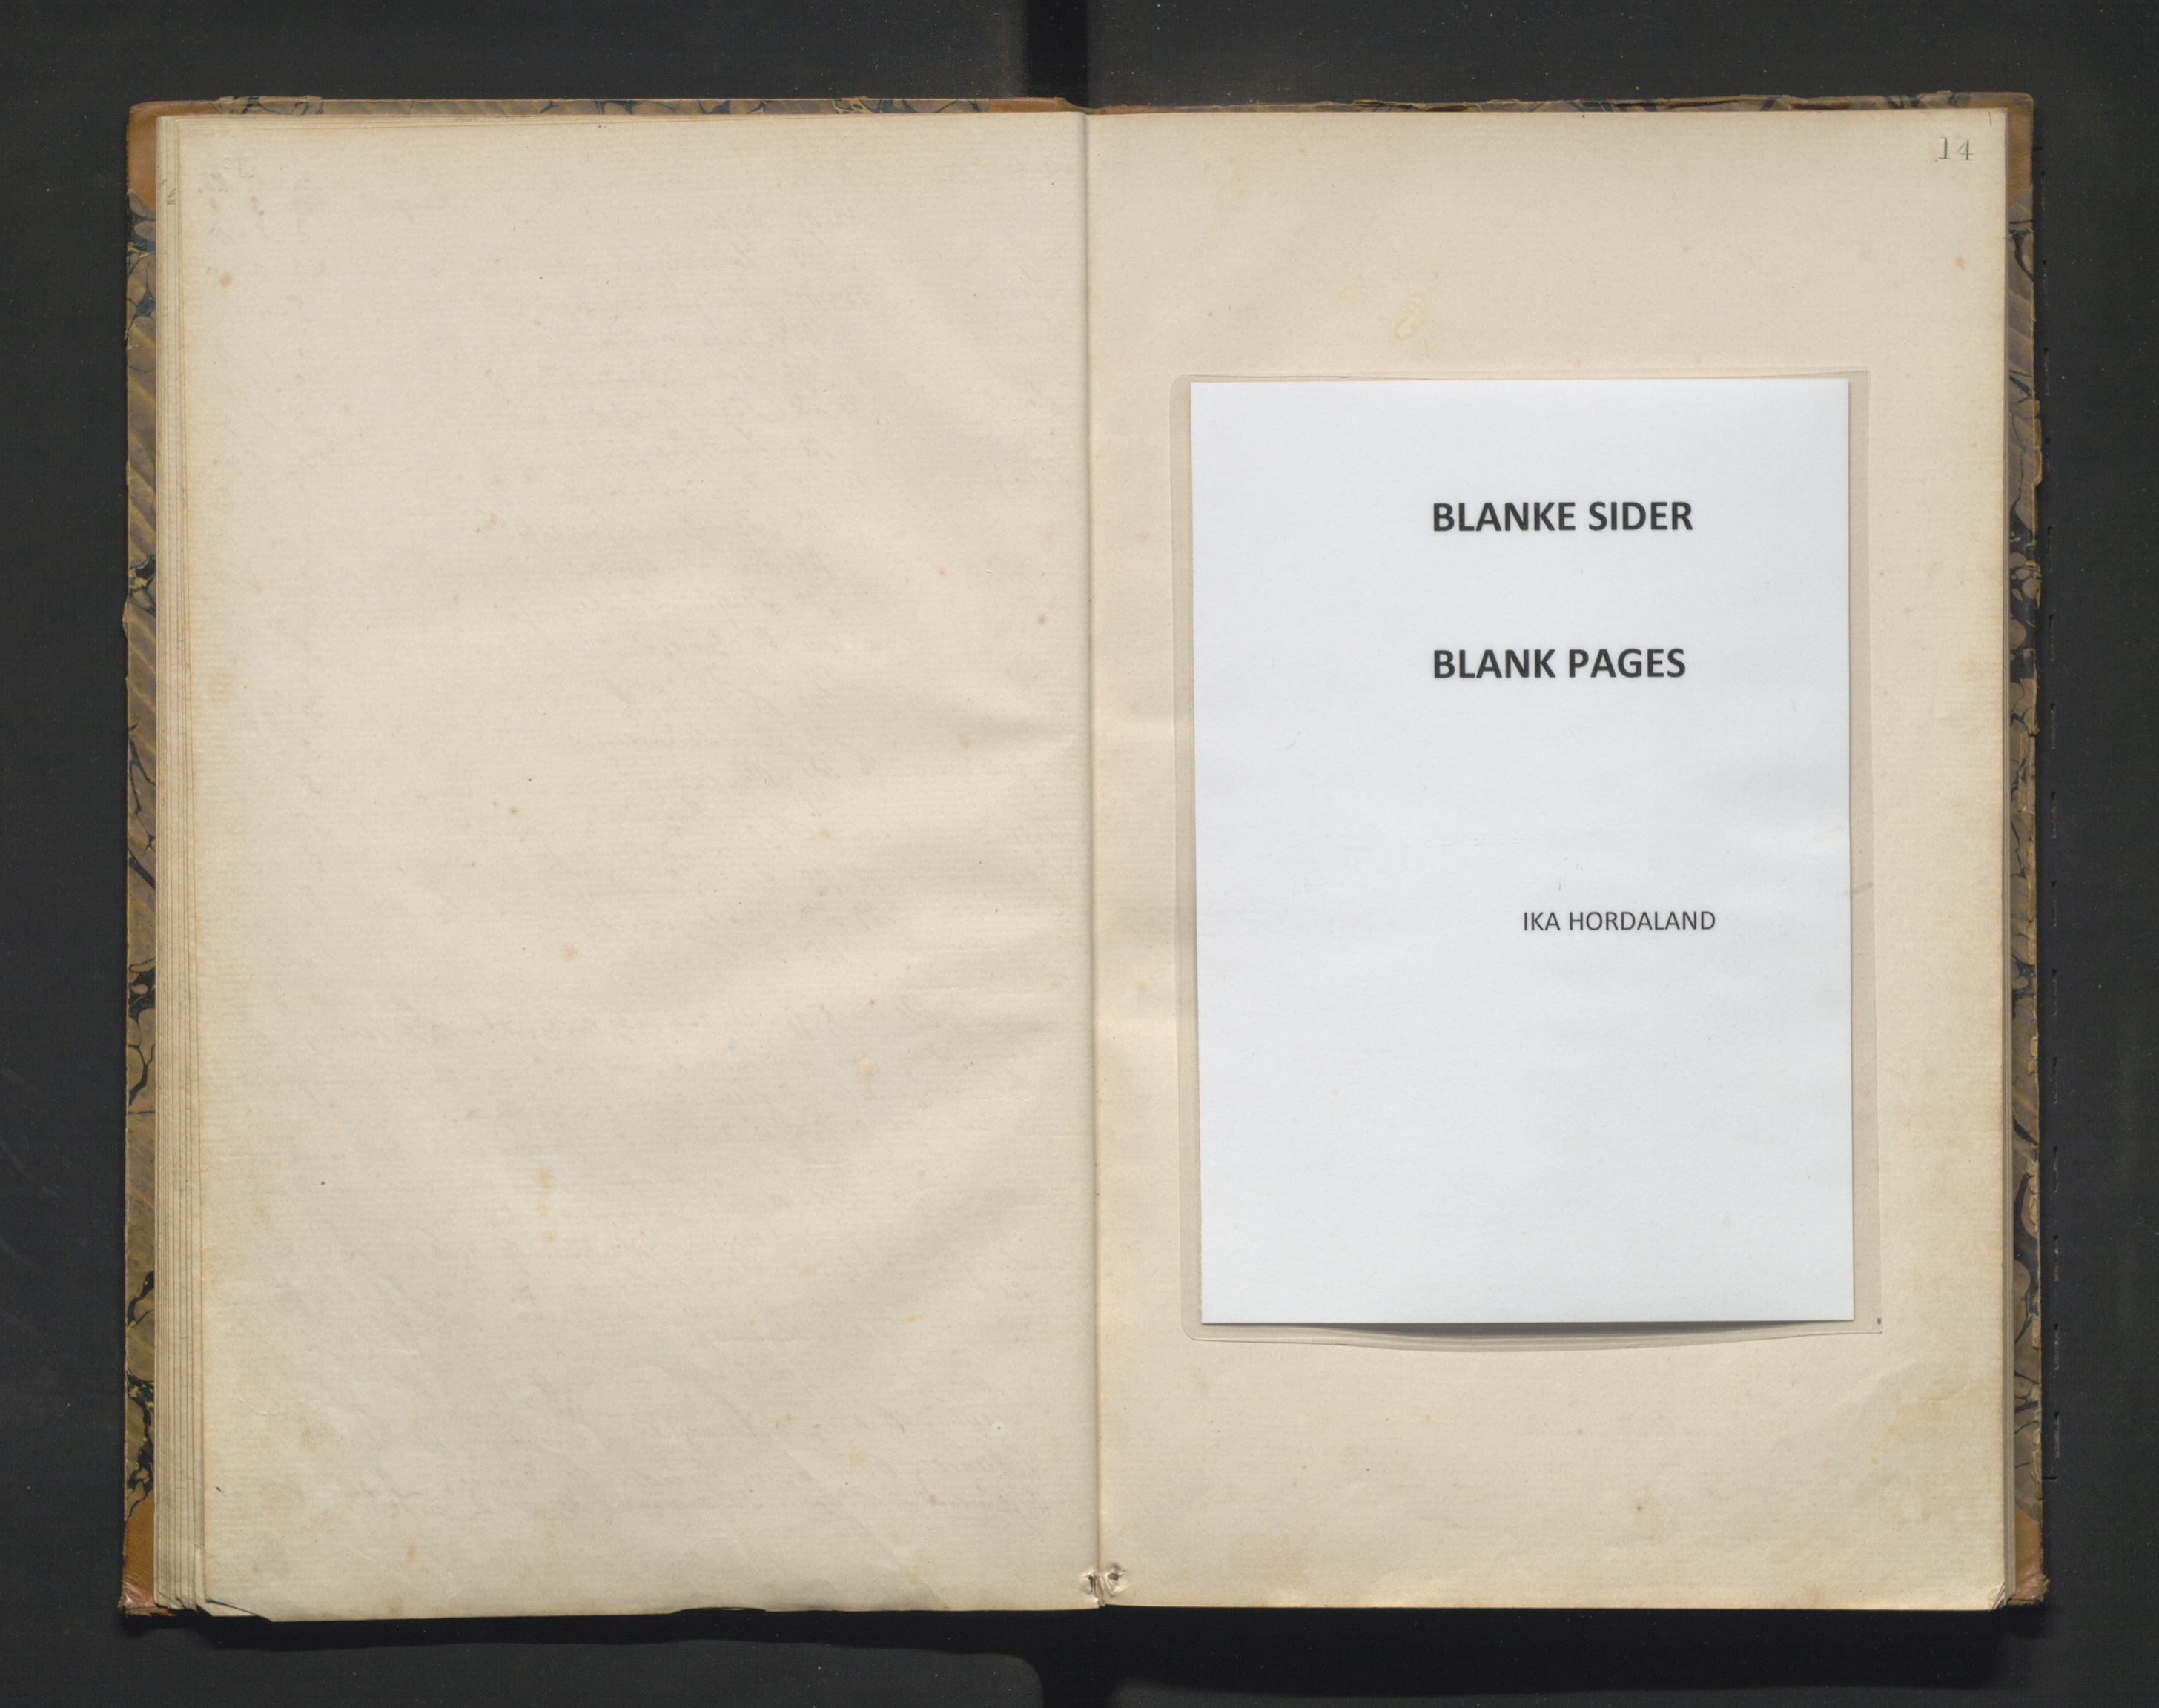 14
BLANKE SIDER
BLANK PAGES
IKA HORDALAND